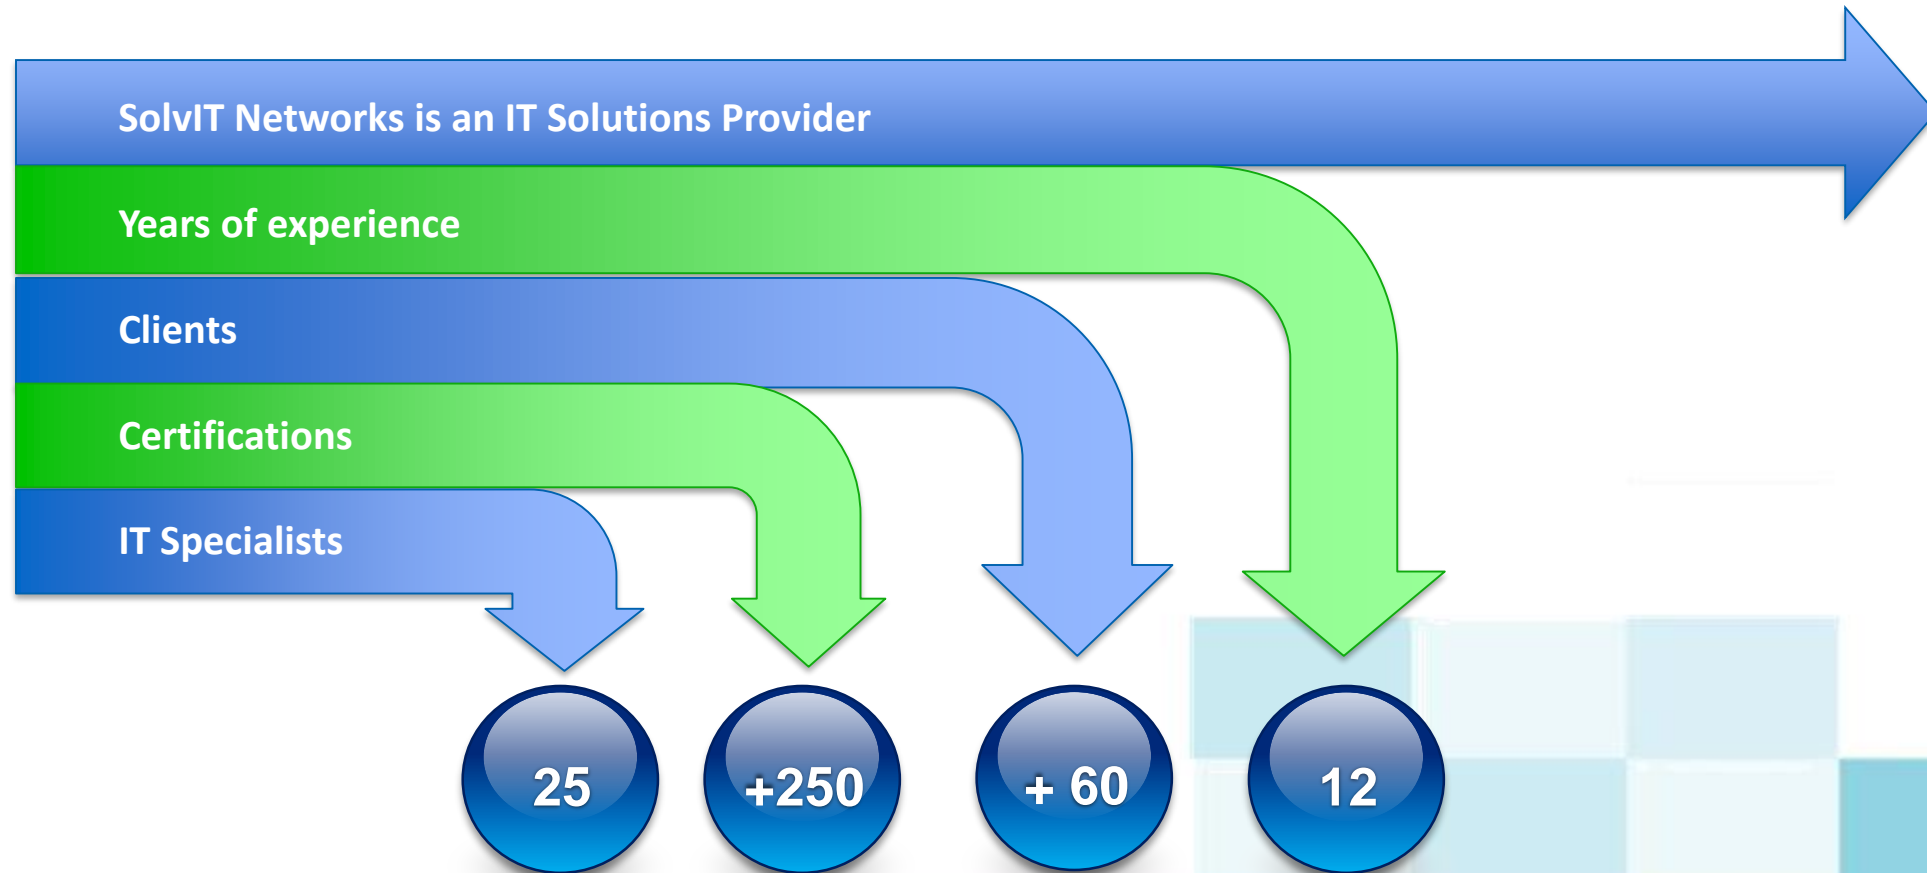 SolvIT Networks is an IT Solutions Provider
Years of experience
Clients
Certifications
IT Specialists
25
+250
+ 60
12